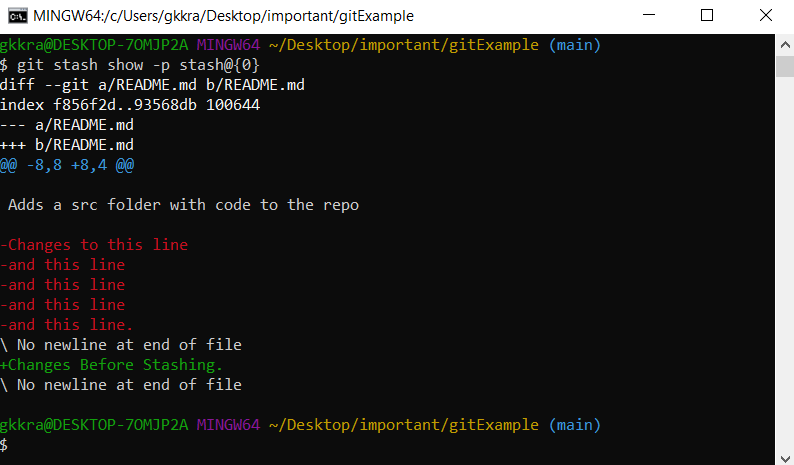 MINGW64:/c/Users/gkkra/Desktop/important/gitExample
gkkra@DESKTOP-7OMJP2A MINGW64 ~/Desktop/important/gitExample (main)
$ git stash show -p stash@{0}
diff --git a/README.md b/README.md
index f856f2d..93568db 100644
--- a/README.md
+++ b/README.md
@@ -8,8 +8,4 @@

 Adds a src folder with code to the repo

-Changes to this line
-and this line
-and this line
-and this line
-and this line.
\ No newline at end of file
+Changes Before Stashing.
\ No newline at end of file

gkkra@DESKTOP-7OMJP2A MINGW64 ~/Desktop/important/gitExample (main)
$